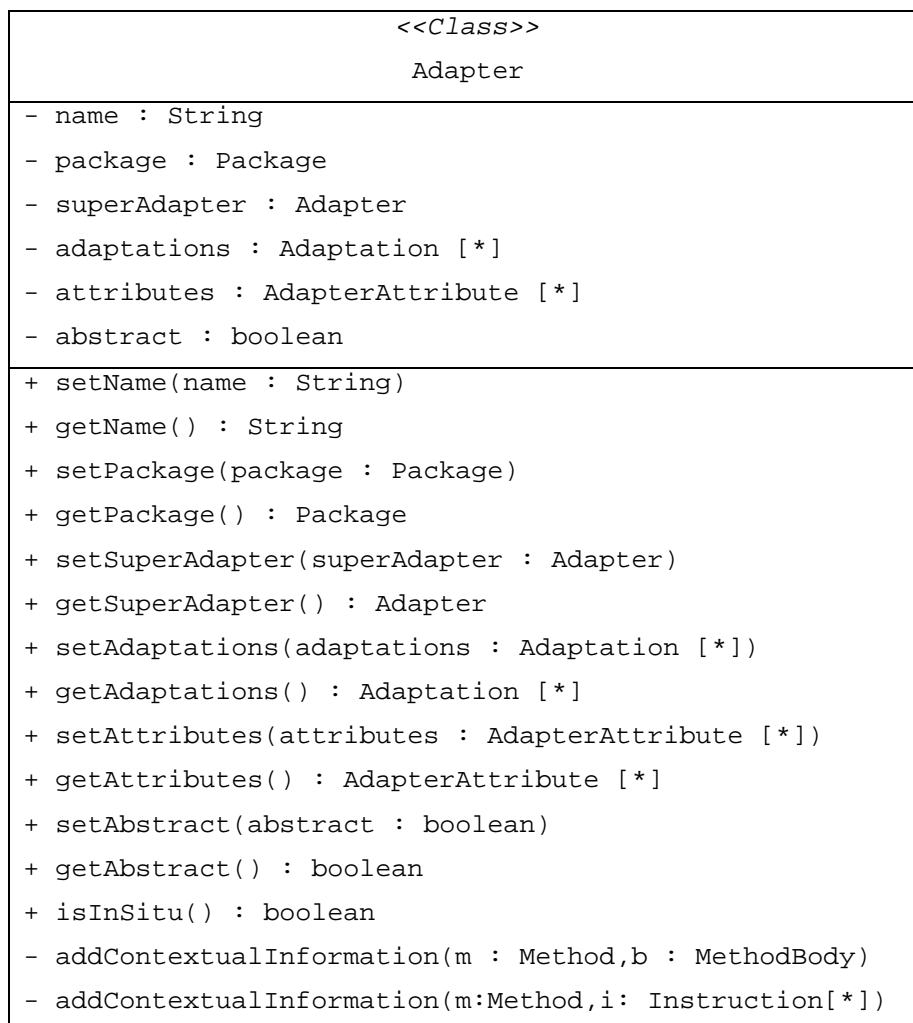 <<Class>>
Adapter
- name : String
- package : Package
- superAdapter : Adapter
- adaptations : Adaptation [*]
- attributes : AdapterAttribute [*]
- abstract : boolean
+ setName(name : String)
+ getName() : String
+ setPackage(package : Package)
+ getPackage() : Package
+ setSuperAdapter(superAdapter : Adapter)
+ getSuperAdapter() : Adapter
+ setAdaptations(adaptations : Adaptation [*])
+ getAdaptations() : Adaptation [*]
+ setAttributes(attributes : AdapterAttribute [*])
+ getAttributes() : AdapterAttribute [*]
+ setAbstract(abstract : boolean)
+ getAbstract() : boolean
+ isInSitu() : boolean
- addContextualInformation(m : Method,b : MethodBody)
- addContextualInformation(m:Method,i: Instruction[*])